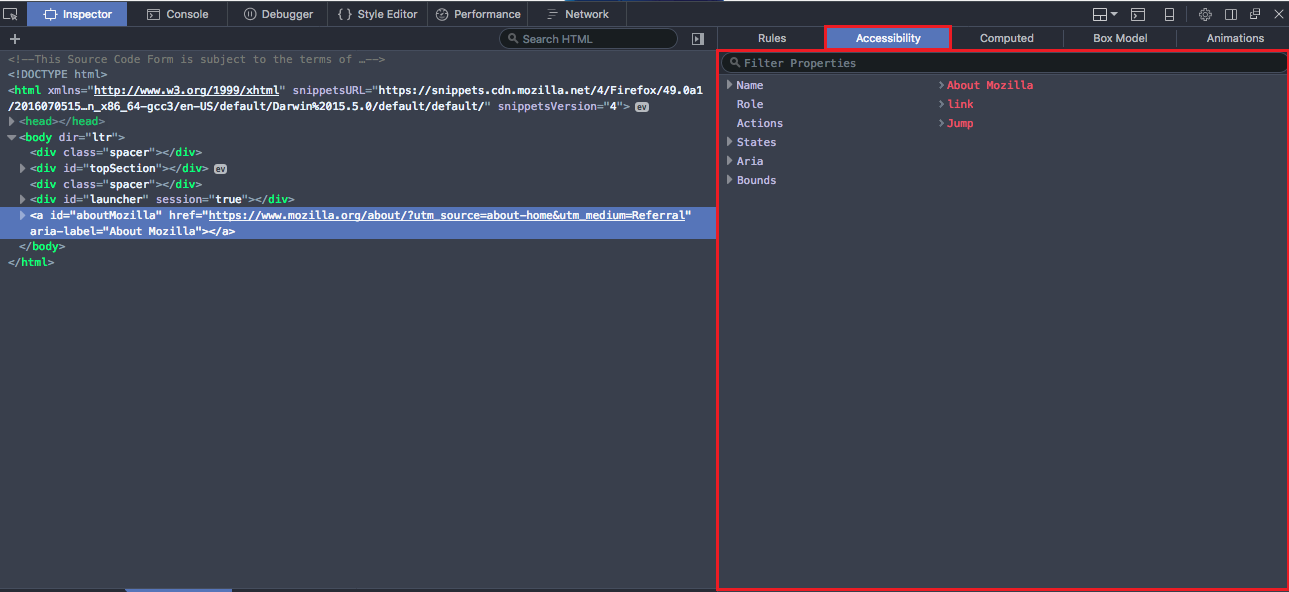 Inspector Console Debugger { } Style Editor Performance Network
+ Search HTML
Rules Accessibility Computed Box Model Animations
<!--This Source Code Form is subject to the terms of …-->
<!DOCTYPE html>
<html xmlns="http://www.w3.org/1999/xhtml" snippetsURL="https://snippets.cdn.mozilla.net/4/Firefox/49.0a1
/2016070515…n_x86_64-gcc3/en-US/default/Darwin%2015.5.0/default/default/" snippetsVersion="4"> ev
<head></head>
<body dir="ltr">
<div class="spacer"></div>
<div id="topSection"></div> ev
<div class="spacer"></div>
<div id="launcher" session="true"></div>
<a id="aboutMozilla" href="https://www.mozilla.org/about/?utm_source=about-home&utm_medium=Referral"
aria-label="About Mozilla"></a>
</body>
</html>
Filter Properties
Name About Mozilla
Role link
Actions Jump
States
Aria
Bounds